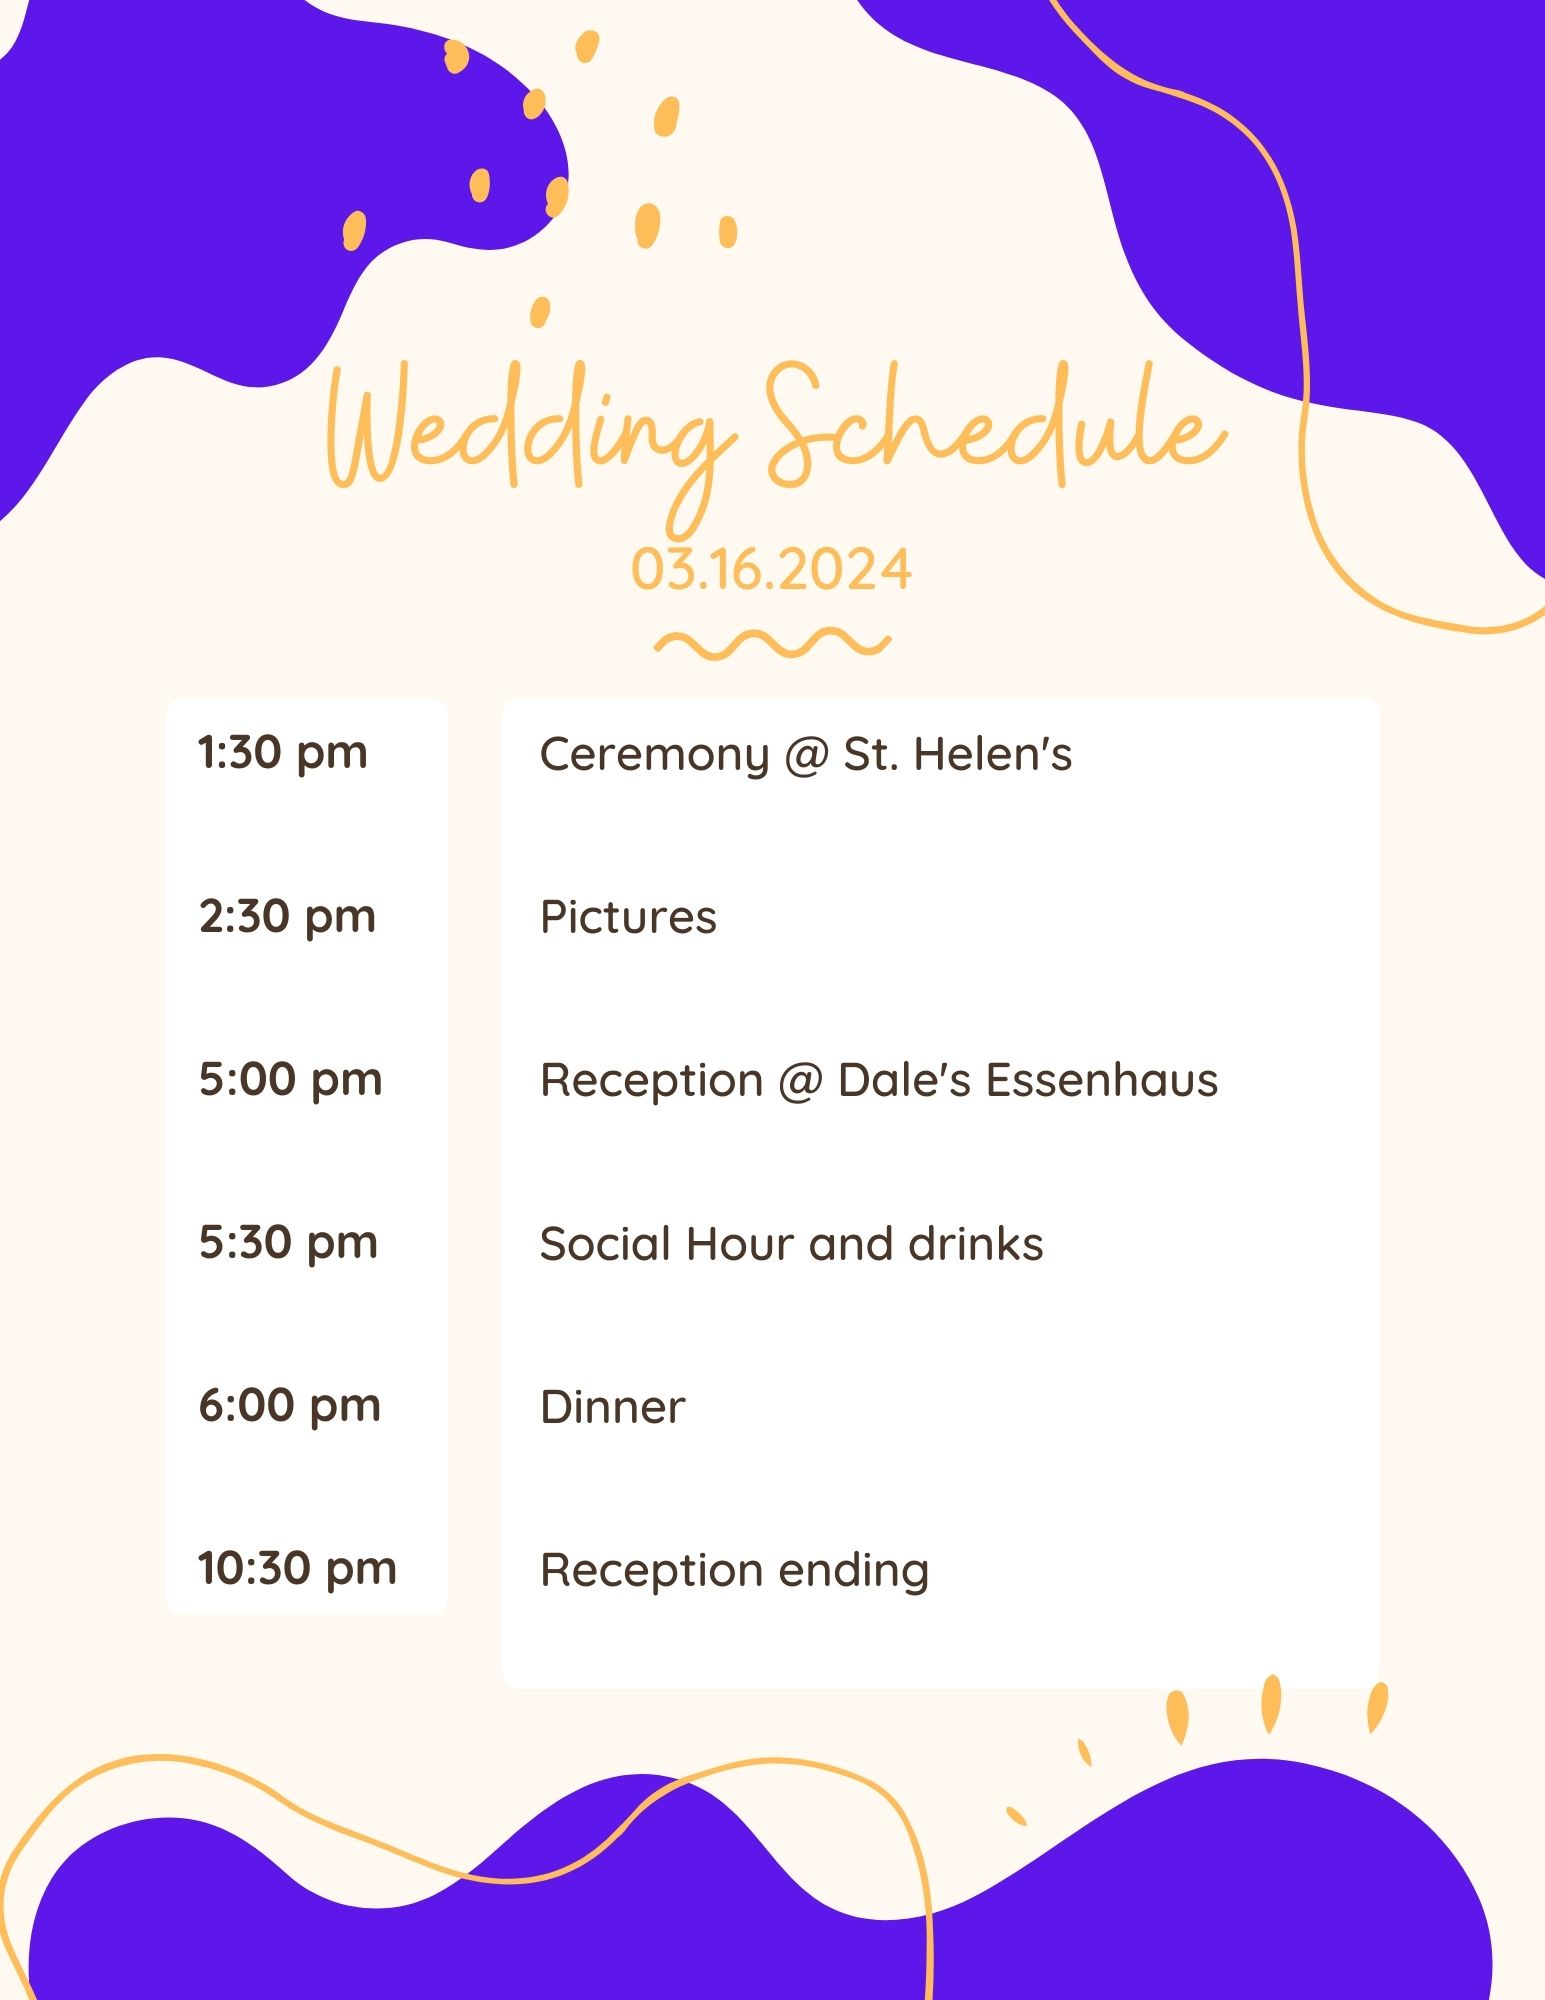 Wedding Schedule
03.16.2024
1:30 pm Ceremony @ St. Helen's
2:30 pm Pictures
5:00 pm Reception @ Dale's Essenhaus
5:30 pm Social Hour and drinks
6:00 pm Dinner
10:30 pm Reception ending